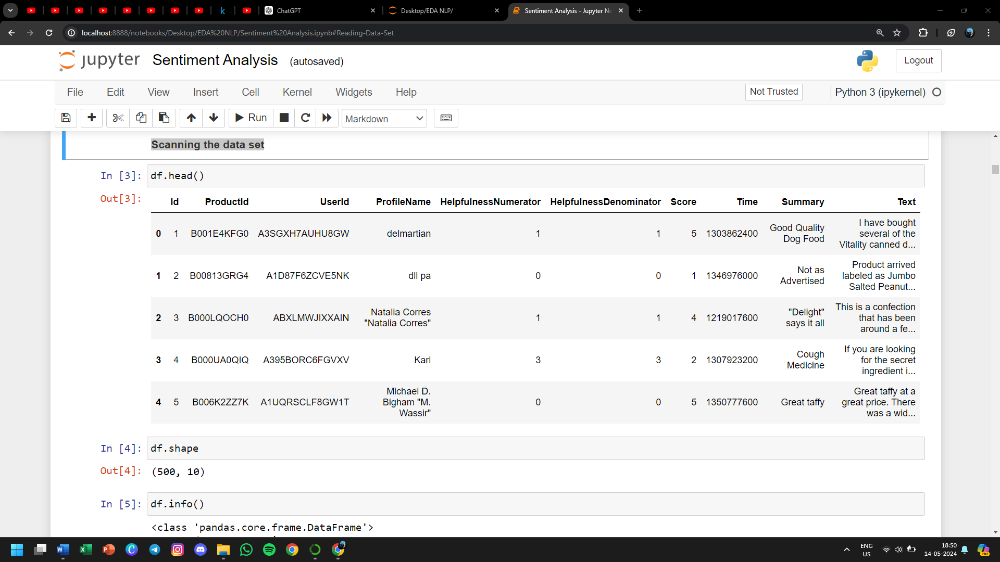 ChatGPT
Desktop/EDA NLP/
Sentiment Analysis - Jupyter No
localhost:8888/notebooks/Desktop/EDA%20NLP/Sentiment%20Analysis.ipynb#Reading-Data-Set
jupyter Sentiment Analysis (autosaved)
Logout
File Edit View Insert Cell Kernel Widgets Help
Not Trusted
Python 3 (ipykernel)
Run
Markdown
Scanning the data set
In [3]: df.head()
Out[3]:
Id ProductId UserId ProfileName HelpfulnessNumerator HelpfulnessDenominator Score Time Summary Text
0 1 B001E4KFG0 A3SGXH7AUHU8GW delmartian 1 1 5 1303862400 Good Quality Dog Food I have bought several of the Vitality canned d...
1 2 B00813GRG4 A1D87F6ZCVE5NK dll pa 0 0 1 1346976000 Not as Advertised Product arrived labeled as Jumbo Salted Peanut...
2 3 B000LQOCH0 ABXLMWJIXXAIN Natalia Corres "Natalia Corres" 1 1 4 1219017600 "Delight" says it all This is a confection that has been around a fe...
3 4 B000UA0QIQ A395BORC6FGVXV Karl 3 3 2 1307923200 Cough Medicine If you are looking for the secret ingredient i...
4 5 B006K2ZZ7K A1UQRSCLF8GW1T Michael D. Bigham "M. Wassir" 0 0 5 1350777600 Great taffy Great taffy at a great price. There was a wid...
In [4]: df.shape
Out[4]: (500, 10)
In [5]: df.info()
<class 'pandas.core.frame.DataFrame'>
ENG
US
18:50
14-05-2024